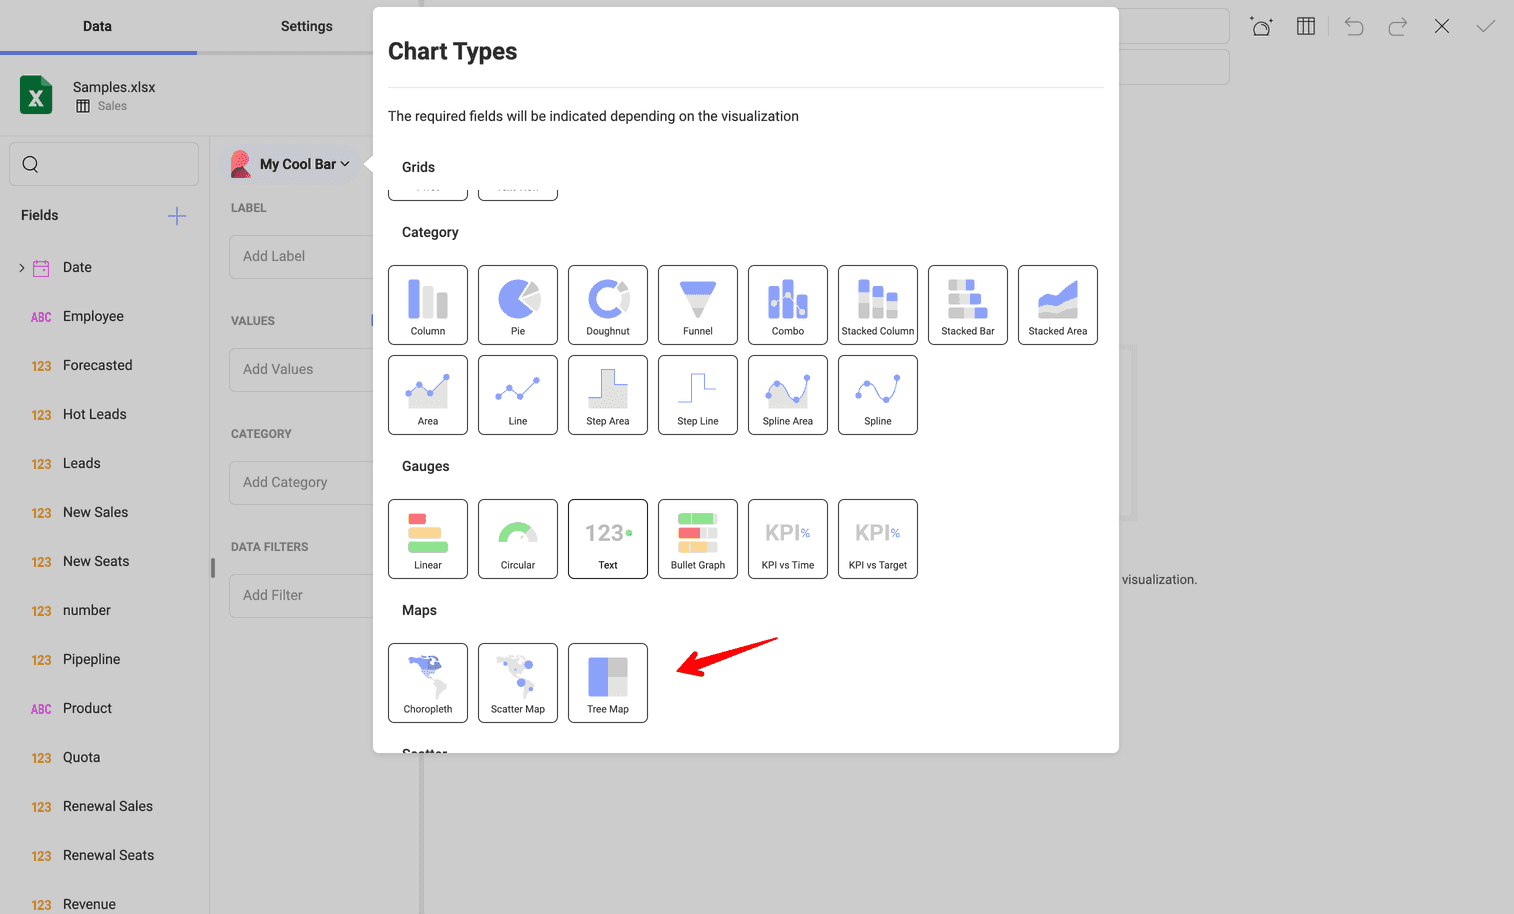 Data
Settings
Samples.xlsx
Sales
My Cool Bar
Fields
Date
ABC Employee
123 Forecasted
123 Hot Leads
123 Leads
123 New Sales
123 New Seats
123 number
123 Pipepline
ABC Product
123 Quota
123 Renewal Sales
123 Renewal Seats
123 Revenue
LABEL
Add Label
VALUES
Add Values
CATEGORY
Add Category
DATA FILTERS
Add Filter
Chart Types
The required fields will be indicated depending on the visualization
Grids
Category
Column
Pie
Doughnut
Funnel
Combo
Stacked Column
Stacked Bar
Stacked Area
Area
Line
Step Area
Step Line
Spline Area
Spline
Gauges
Linear
Circular
123
Text
Bullet Graph
KPI%
KPI vs Time
KPI%
KPI vs Target
Maps
Choropleth
Scatter Map
Tree Map
Scatter
visualization.